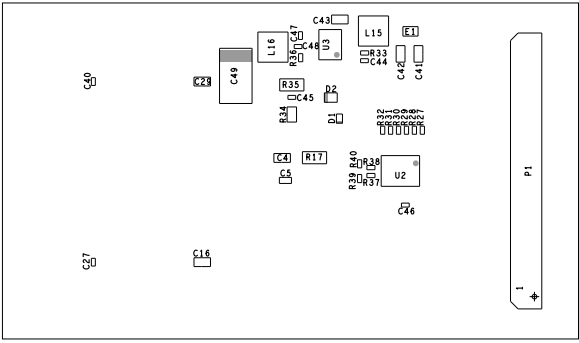 C43
C47
L16
C48
R36
U3
L15
E1
R33
C44
C42
C41
C40
C29
C49
R35
C45
D2
R34
D1
R32
R31
R30
R29
R28
R27
C4
R17
R40
R38
U2
P1
C5
R39
R37
C46
C27
C16
1